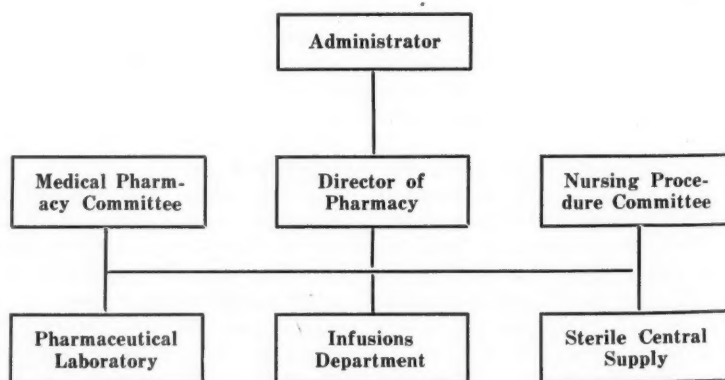 Administrator
Medical Pharm-
acy Committee
Director of
Pharmacy
Nursing Proce-
dure Committee
Pharmaceutical
Laboratory
Infusions
Department
Sterile Central
Supply